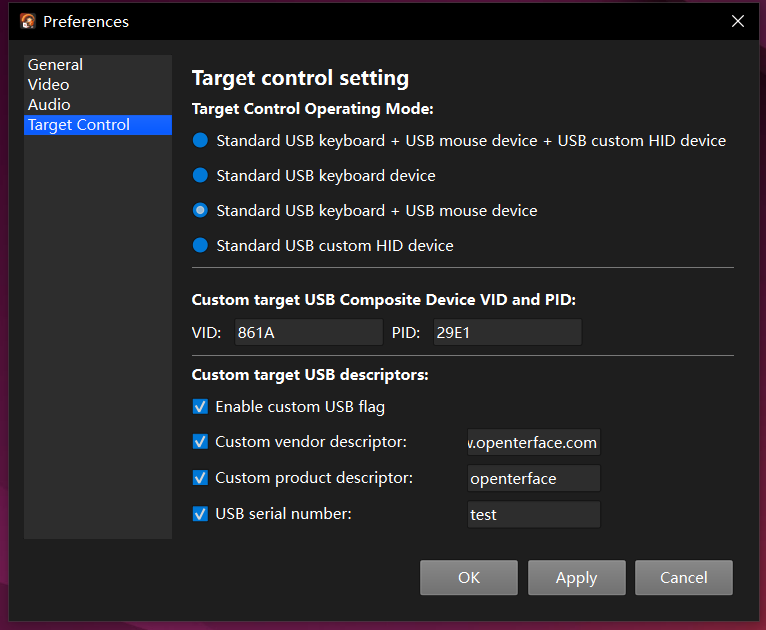 Preferences
General
Video
Audio
Target Control
Target control setting
Target Control Operating Mode:
Standard USB keyboard + USB mouse device + USB custom HID device
Standard USB keyboard device
Standard USB keyboard + USB mouse device
Standard USB custom HID device
Custom target USB Composite Device VID and PID:
VID: 861A PID: 29E1
Custom target USB descriptors:
Enable custom USB flag
Custom vendor descriptor: .openterface.com
Custom product descriptor: openterface
USB serial number: test
OK Apply Cancel